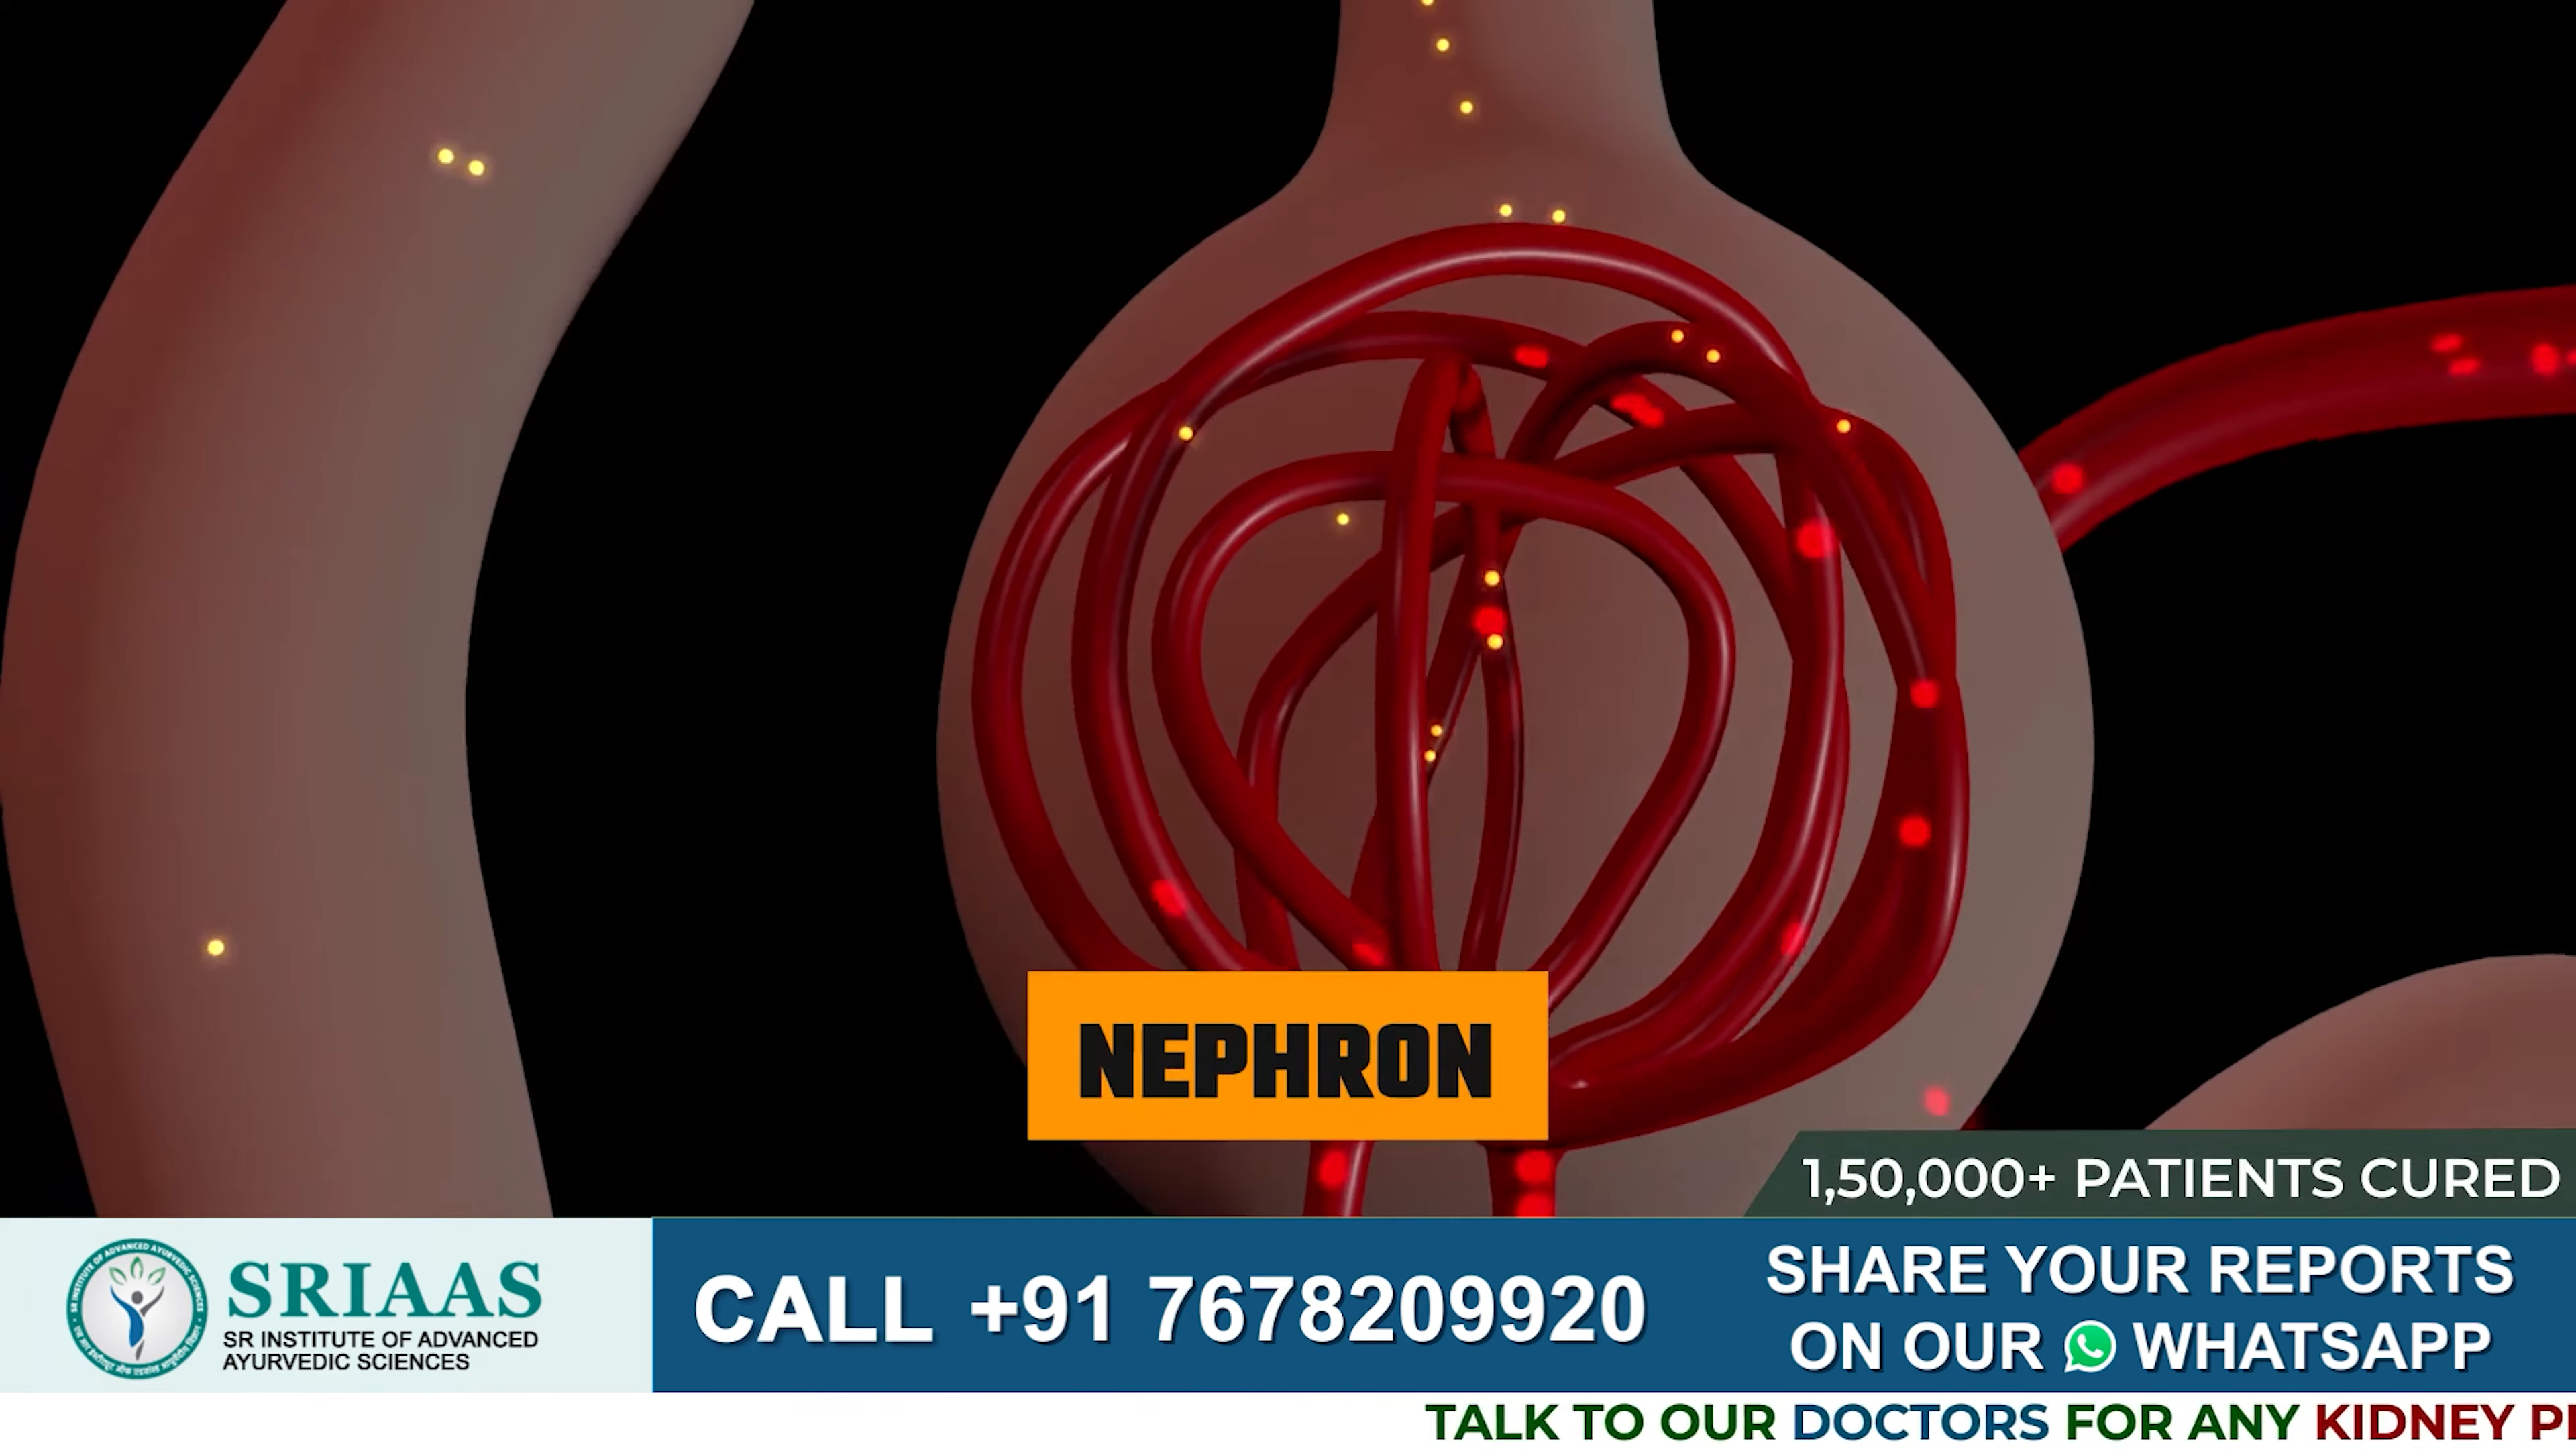 NEPHRON
1,50,000+ PATIENTS CURED
SRIAAS
SR INSTITUTE OF ADVANCED
AYURVEDIC SCIENCES
CALL +91 7678209920
SHARE YOUR REPORTS
ON OUR WHATSAPP
TALK TO OUR DOCTORS FOR ANY KIDNEY